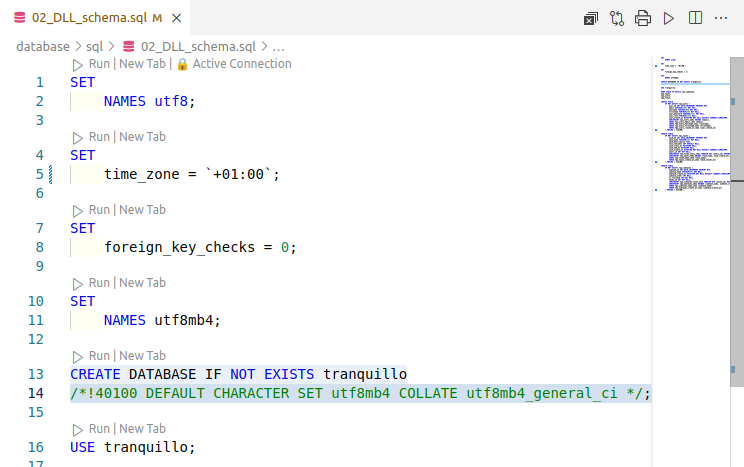 02_DLL_schema.sql M
database > sql > 02_DLL_schema.sql > ...
Run | New Tab | Active Connection
1 SET
2 NAMES utf8;
3
Run | New Tab
4 SET
5 time_zone = `+01:00`;
6
Run | New Tab
7 SET
8 foreign_key_checks = 0;
9
Run | New Tab
10 SET
11 NAMES utf8mb4;
12
Run | New Tab
13 CREATE DATABASE IF NOT EXISTS tranquillo
14 /*!40100 DEFAULT CHARACTER SET utf8mb4 COLLATE utf8mb4_general_ci */;
15
Run | New Tab
16 USE tranquillo;
17